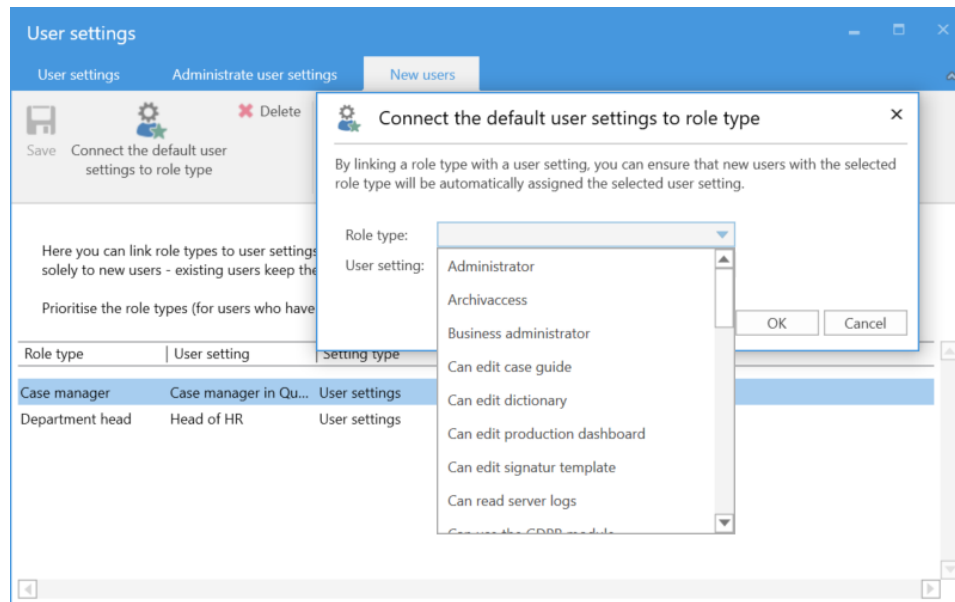 User settings
User settings Administrate user settings New users
Save
Connect the default user
settings to role type
Delete
Connect the default user settings to role type
By linking a role type with a user setting, you can ensure that new users with the selected
role type will be automatically assigned the selected user setting.
Role type:
User setting:
Administrator
Archivaccess
Business administrator
Can edit case guide
Can edit dictionary
Can edit production dashboard
Can edit signatur template
Can read server logs
Can use the GDPR module
OK Cancel
Here you can link role types to user settings
solely to new users - existing users keep the
Prioritise the role types (for users who have
Role type User setting Setting type
Case manager Case manager in Qu... User settings
Department head Head of HR User settings